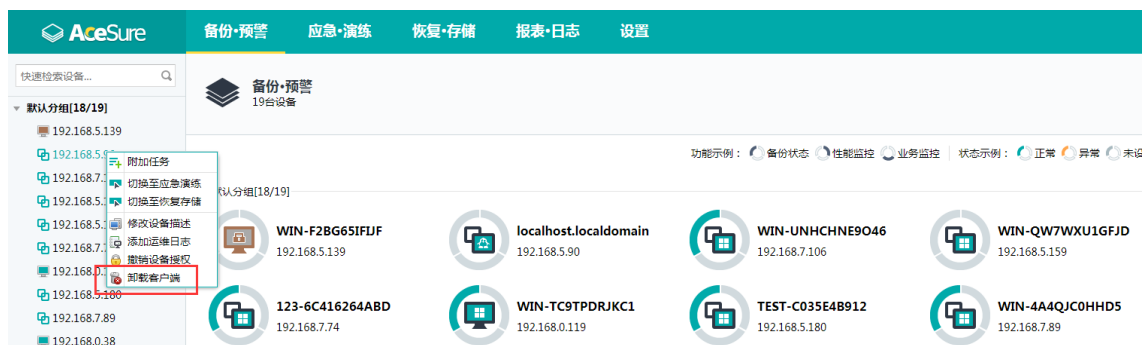 AceSure 备份·预警 应急·演练 恢复·存储 报表·日志 设置
快速检索设备...
备份·预警
19台设备
默认分组[18/19]
192.168.5.139
192.168.5.9
192.168.7.
192.168.5.
192.168.5.
192.168.7.
192.168.0.
192.168.5.180
192.168.7.89
192.168.0.38
附加任务
切换至应急演练
切换至恢复存储
修改设备描述
添加运维日志
撤销设备授权
卸载客户端
功能示例： 备份状态 性能监控 业务监控 状态示例： 正常 异常 未设
默认分组[18/19]
WIN-F2BG65IFIJF
192.168.5.139
localhost.localdomain
192.168.5.90
WIN-UNHCHNE9O46
192.168.7.106
WIN-QW7WXU1GFJD
192.168.5.159
123-6C416264ABD
192.168.7.74
WIN-TC9TPDRJKC1
192.168.0.119
TEST-C035E4B912
192.168.5.180
WIN-4A4QJC0HHD5
192.168.7.89